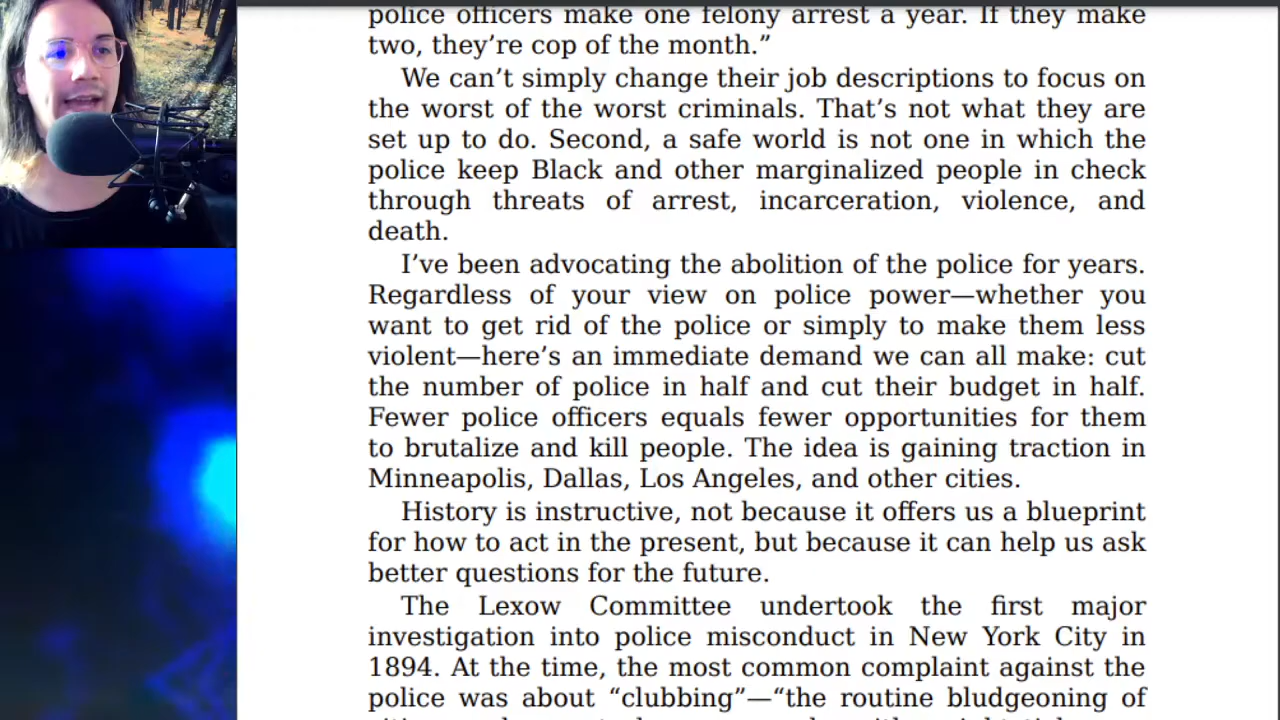 police officers make one felony arrest a year. If they make
two, they’re cop of the month.”
We can’t simply change their job descriptions to focus on
the worst of the worst criminals. That’s not what they are
set up to do. Second, a safe world is not one in which the
police keep Black and other marginalized people in check
through threats of arrest, incarceration, violence, and
death.
I’ve been advocating the abolition of the police for years.
Regardless of your view on police power—whether you
want to get rid of the police or simply to make them less
violent—here’s an immediate demand we can all make: cut
the number of police in half and cut their budget in half.
Fewer police officers equals fewer opportunities for them
to brutalize and kill people. The idea is gaining traction in
Minneapolis, Dallas, Los Angeles, and other cities.
History is instructive, not because it offers us a blueprint
for how to act in the present, but because it can help us ask
better questions for the future.
The Lexow Committee undertook the first major
investigation into police misconduct in New York City in
1894. At the time, the most common complaint against the
police was about “clubbing”—“the routine bludgeoning of